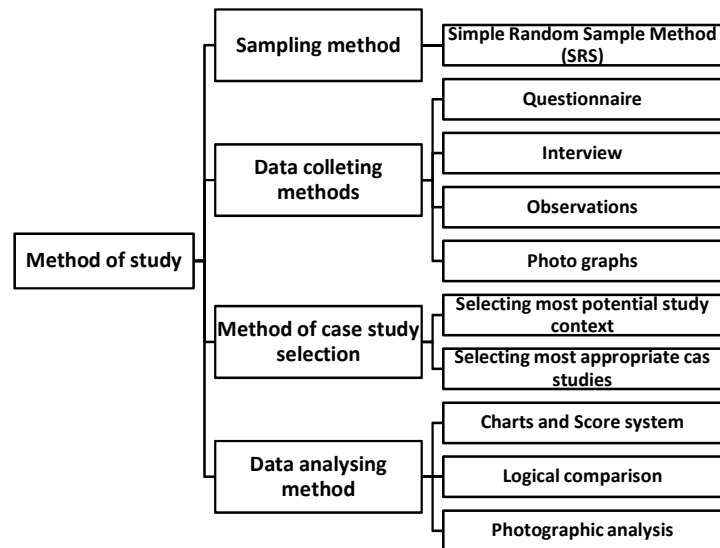 Method of study
Sampling method
Simple Random Sample Method
(SRS)
Data colleting
methods
Questionnaire
Interview
Observations
Photo graphs
Method of case study
selection
Selecting most potential study
context
Selecting most appropriate cas
studies
Data analysing
method
Charts and Score system
Logical comparison
Photographic analysis